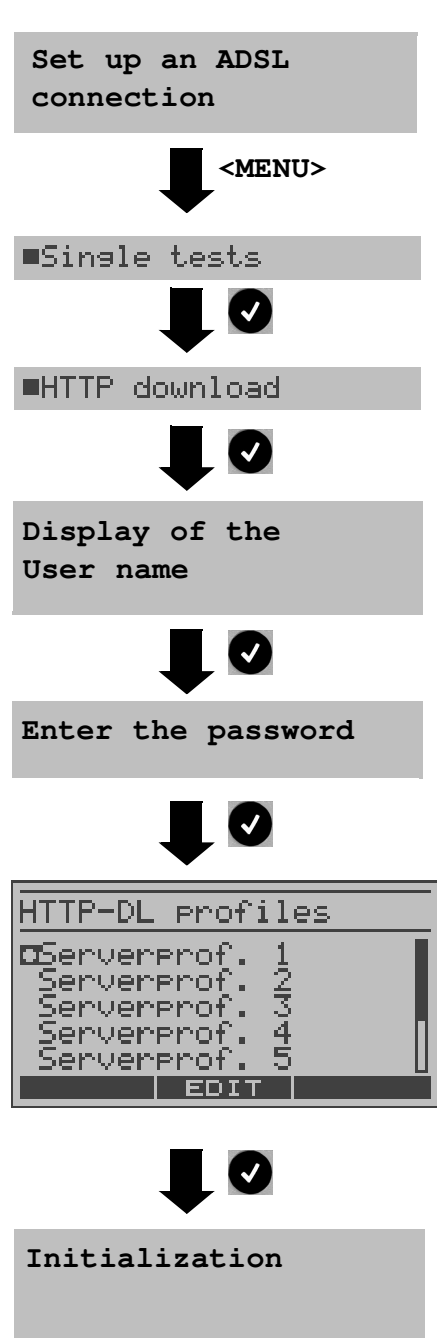 Set up an ADSL
connection
<MENU>
■Single tests
■HTTP download
Display of the
User name
Enter the password
HTTP-DL profiles
Serverprof. 1
Serverprof. 2
Serverprof. 3
Serverprof. 4
Serverprof. 5
EDIT
Initialization